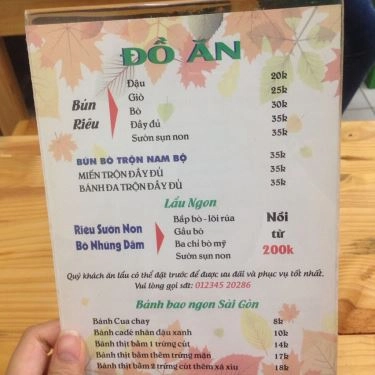 ĐỒ ĂN
Bún Riêu
Đậu 20k
Giò 25k
Bò 30k
Đầy đủ 35k
Sườn sụn non 35k
BÚN BÒ TRỘN NAM BỘ 35k
MIẾN TRỘN ĐẦY ĐỦ 35k
BÁNH ĐA TRỘN ĐẦY ĐỦ 35k
Lẩu Ngon
Riêu Sườn Non
Bò Nhúng Dấm
Bắp bò - lõi rùa
Gầu bò
Ba chỉ bò mỹ
Sườn sụn non
Nồi
từ
200k
Quý khách ăn lẩu có thể đặt trước để được ưu đãi và phục vụ tốt nhất.
Vui lòng gọi sđt: 012345 20286
Bánh bao ngon Sài Gòn
Bánh Cua chay 8k
Bánh cadé nhân đậu xanh 10k
Bánh thịt bằm 1 trứng cút 14k
Bánh thịt bằm thêm trứng mặn 17k
Bánh thịt bằm 2 trứng cút thêm xá xíu 18k